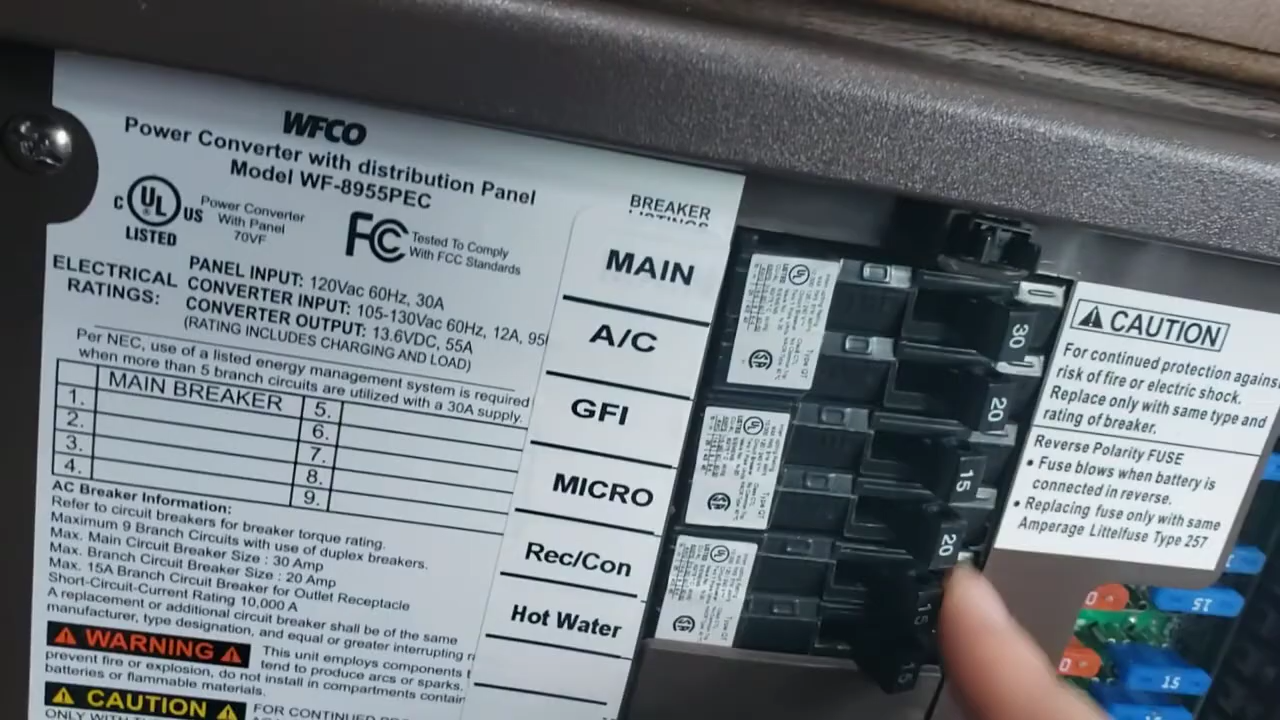 WFCO
Power Converter with distribution Panel
Model WF-8955PEC
C UL US
LISTED
Power Converter
With Panel
70VF
FC
Tested To Comply
With FCC Standards
ELECTRICAL
RATINGS:
PANEL INPUT: 120Vac 60Hz, 30A
CONVERTER INPUT: 105-130Vac 60Hz, 12A, 95
CONVERTER OUTPUT: 13.6VDC, 55A
(RATING INCLUDES CHARGING AND LOAD)
Per NEC, use of a listed energy management system is required
when more than 5 branch circuits are utilized with a 30A supply.
1. MAIN BREAKER 5.
2. 6.
3. 7.
4. 8.
9.
AC Breaker Information:
Refer to circuit breakers for breaker torque rating.
Maximum 9 Branch Circuits with use of duplex breakers.
Max. Main Circuit Breaker Size : 30 Amp
Max. Branch Circuit Breaker Size : 20 Amp
Max. 15A Branch Circuit Breaker for Outlet Receptacle
Short-Circuit-Current Rating 10,000 A
A replacement or additional circuit breaker shall be of the same
manufacturer, type designation, and equal or greater interrupting
WARNING
This unit employs components
tend to produce arcs or sparks.
prevent fire or explosion, do not install in compartments contain
batteries or flammable materials.
CAUTION
FOR CONTINUED
ONLY WITH
BREAKER
LISTINGS
MAIN
A/C
GFI
MICRO
Rec/Con
Hot Water
30
20
15
20
15
15
CAUTION
For continued protection against
risk of fire or electric shock.
Replace only with same type and
rating of breaker.
Reverse Polarity FUSE
• Fuse blows when battery is
connected in reverse.
• Replacing fuse only with same
Amperage Littelfuse Type 257
15
15